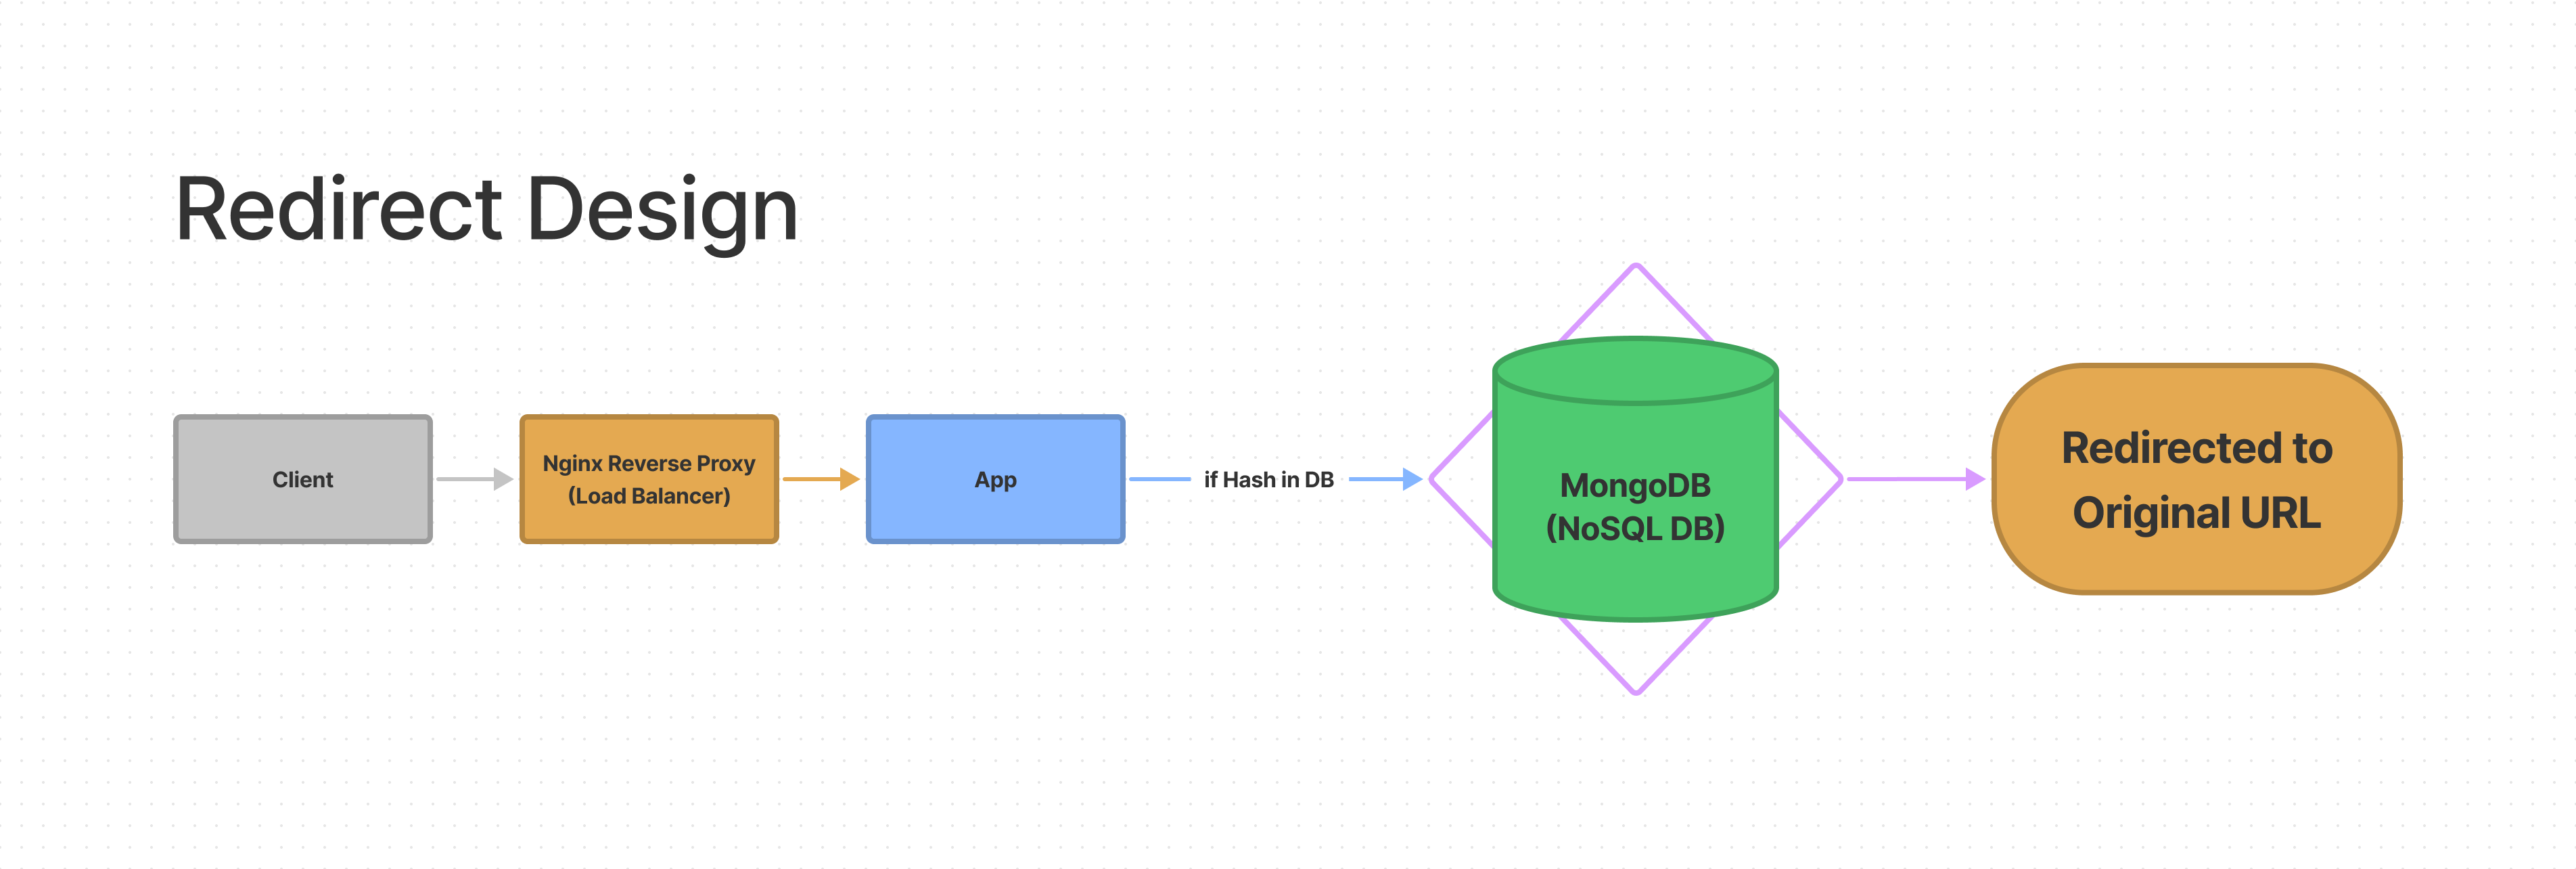 Redirect Design
Client
Nginx Reverse Proxy
(Load Balancer)
App
if Hash in DB
MongoDB
(NoSQL DB)
Redirected to
Original URL